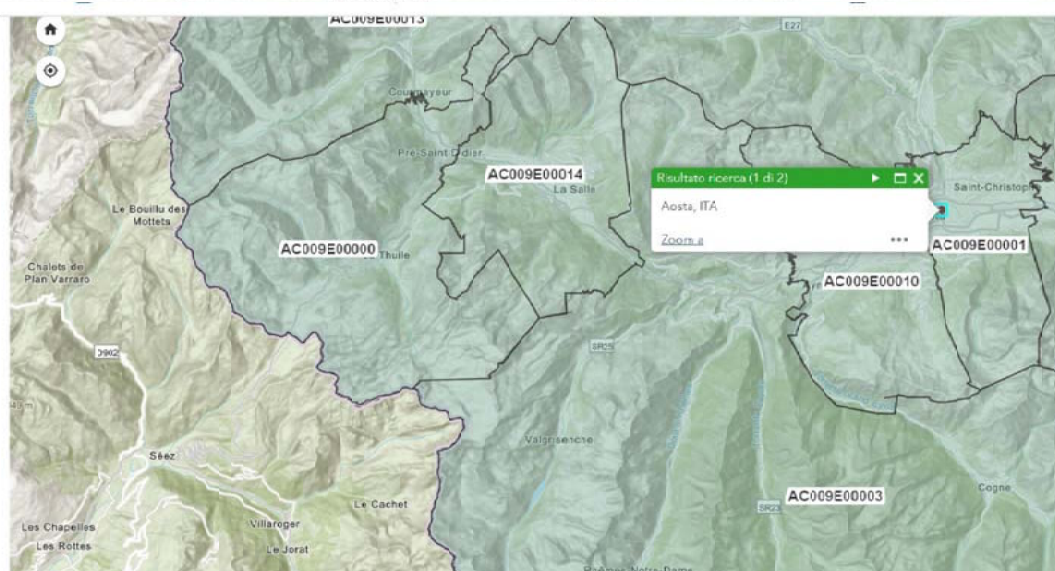 AC009E00013
E27
Courmayeur
Pré-Saint Didier
AC009E00014
La Salle
Risultato ricerca (1 di 2)
Aosta, ITA
Zoom a
•••
Saint-Christoph
AC009E00001
Le Bouillu des
Mottets
AC009E00000
Thuile
AC009E00010
Chalets de
Plan Varraro
D902
SR25
Valgrisenche
Séez
Le Cachet
AC009E00003
Cogne
SR23
Les Chapelles
Villaroger
Les Rottes
Le Jorat